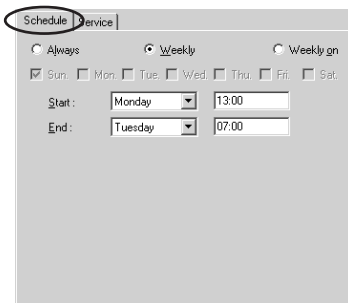 Schedule Service
Always Weekly Weekly on
Sun. Mon. Tue. Wed. Thu. Fri. Sat.
Start : Monday 13:00
End : Tuesday 07:00